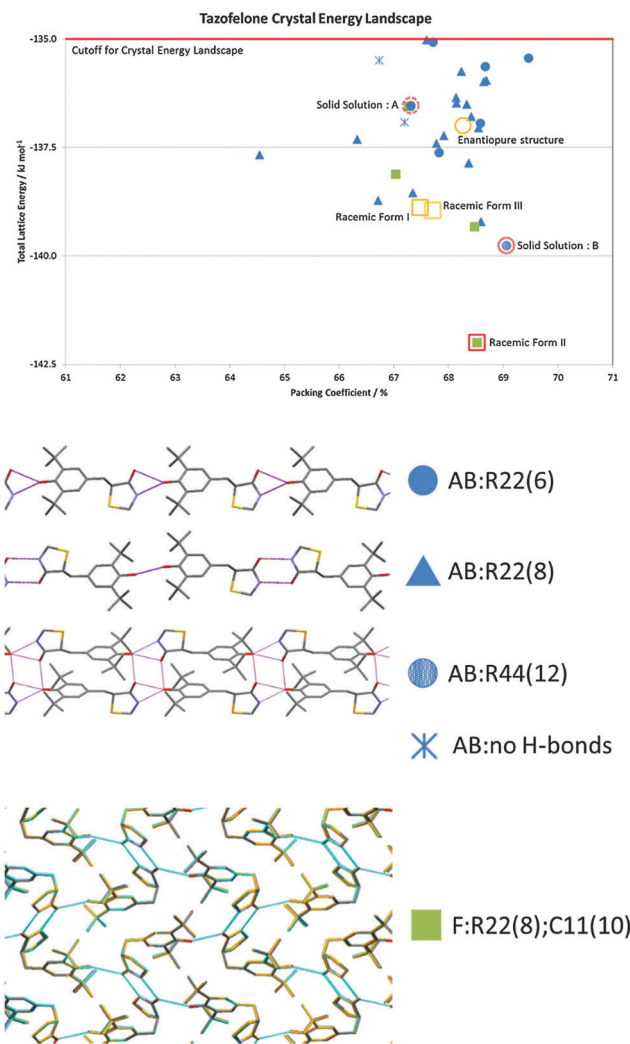 Tazofelone Crystal Energy Landscape
-135.0
Cutoff for Crystal Energy Landscape
Solid Solution : A
Enantiopure structure
-137.5
Total Lattice Energy / kJ mol⁻¹
Racemic Form I
Racemic Form III
-140.0
Solid Solution : B
Racemic Form II
-142.5
61 62 63 64 65 66 67 68 69 70 71
Packing Coefficient / %
AB:R22(6)
AB:R22(8)
AB:R44(12)
AB:no H-bonds
F:R22(8);C11(10)